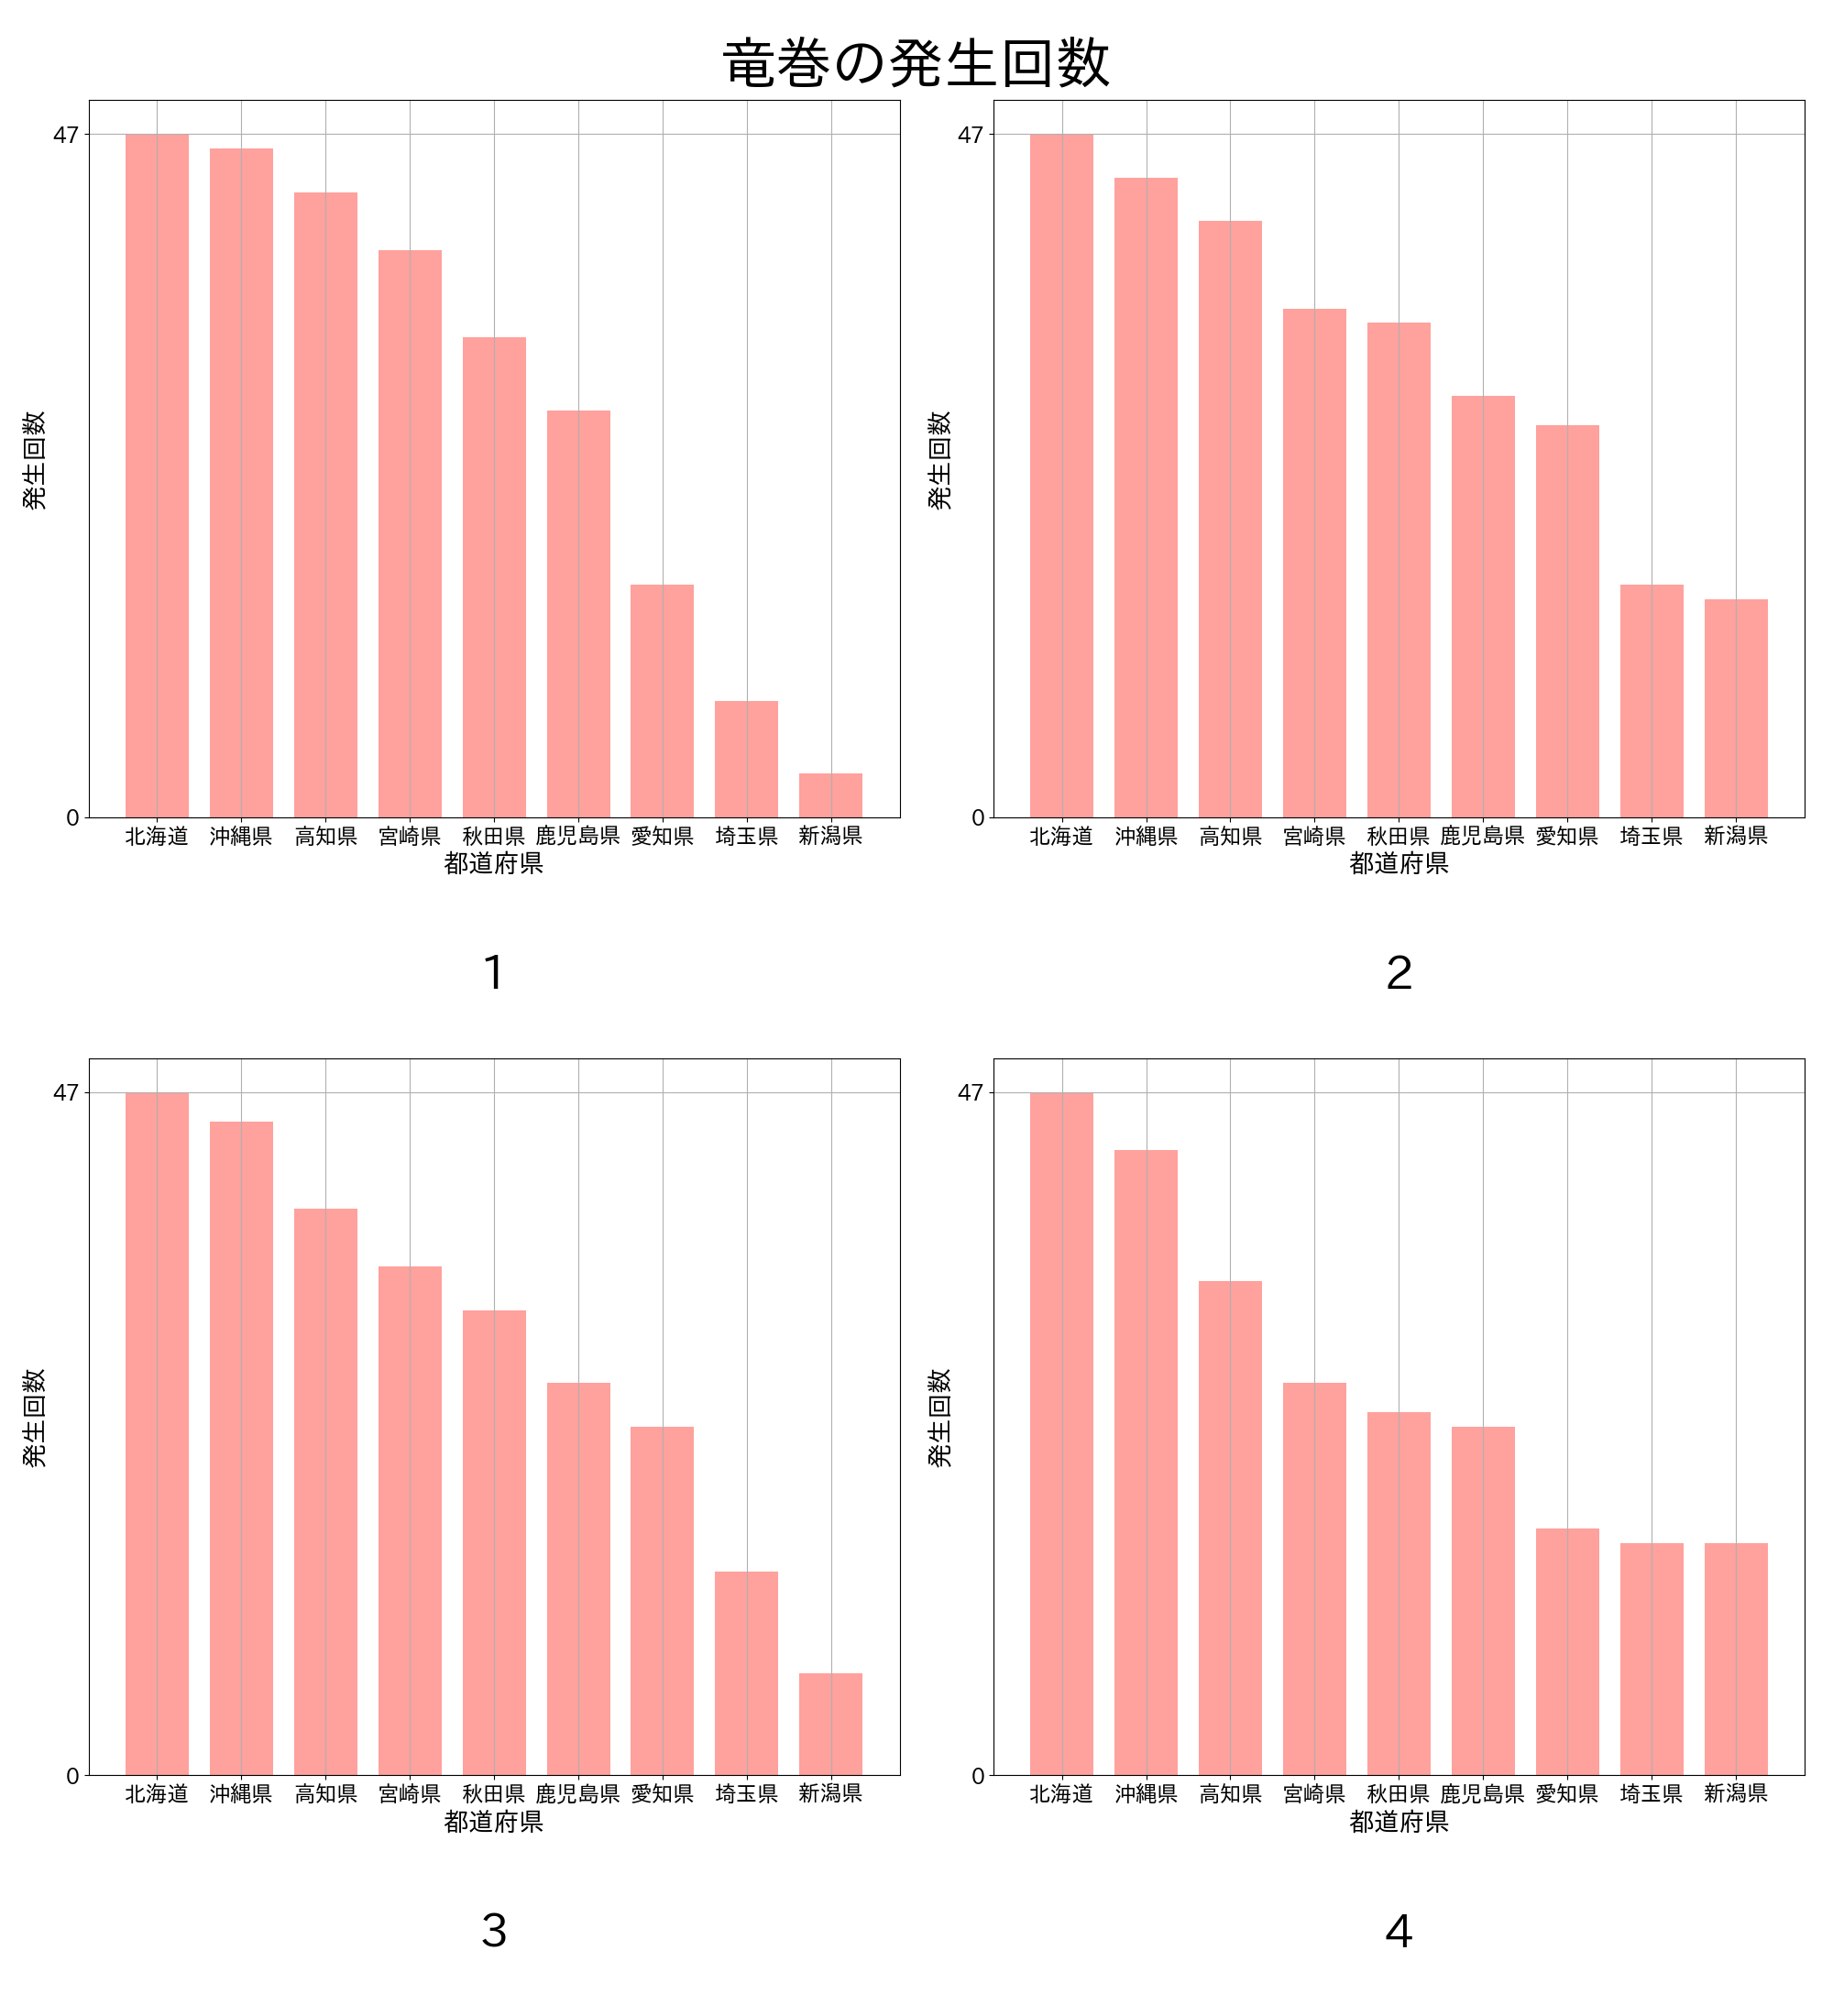 竜巻の発生回数
47
0
発生回数
北海道 沖縄県 高知県 宮崎県 秋田県 鹿児島県 愛知県 埼玉県 新潟県
都道府県
1
47
0
発生回数
北海道 沖縄県 高知県 宮崎県 秋田県 鹿児島県 愛知県 埼玉県 新潟県
都道府県
2
47
0
発生回数
北海道 沖縄県 高知県 宮崎県 秋田県 鹿児島県 愛知県 埼玉県 新潟県
都道府県
3
47
0
発生回数
北海道 沖縄県 高知県 宮崎県 秋田県 鹿児島県 愛知県 埼玉県 新潟県
都道府県
4